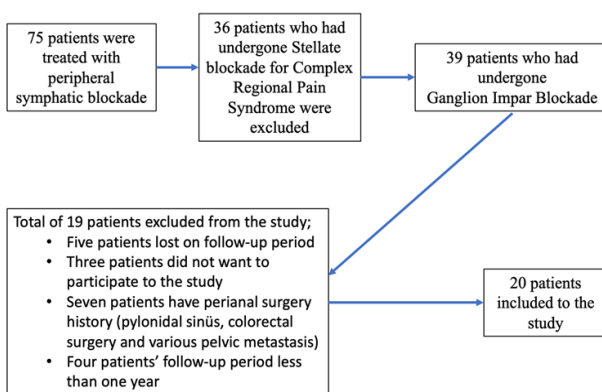 75 patients were
treated with
peripheral
symphatic blockade
36 patients who had
undergone Stellate
blockade for Complex
Regional Pain
Syndrome were
excluded
39 patients who had
undergone
Ganglion Impar Blockade
Total of 19 patients excluded from the study;
• Five patients lost on follow-up period
• Three patients did not want to
participate to the study
• Seven patients have perianal surgery
history (pylonidal sinüs, colorectal
surgery and various pelvic metastasis)
• Four patients’ follow-up period less
than one year
20 patients
included to the
study